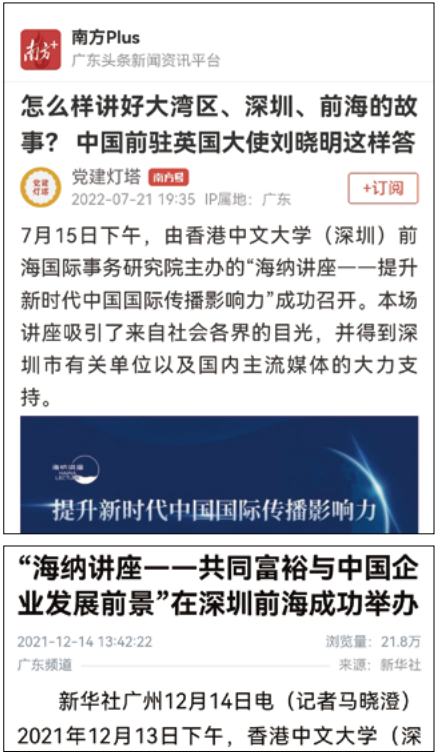 南方+
南方Plus
广东头条新闻资讯平台
怎么样讲好大湾区、深圳、前海的故
事？ 中国前驻英国大使刘晓明这样答
党建
灯塔
党建灯塔 南方号
2022-07-21 19:35 IP属地：广东
+订阅
7月15日下午，由香港中文大学（深圳）前
海国际事务研究院主办的“海纳讲座——提升
新时代中国国际传播影响力”成功召开。本场
讲座吸引了来自社会各界的目光，并得到深
圳市有关单位以及国内主流媒体的大力支
持。
海纳讲座
HAINA
LECTURE
提升新时代中国国际传播影响力
“海纳讲座——共同富裕与中国企
业发展前景”在深圳前海成功举办
2021-12-14 13:42:22 浏览量：21.8万
广东频道 来源：新华社
新华社广州12月14日电（记者马晓澄）
2021年12月13日下午，香港中文大学（深